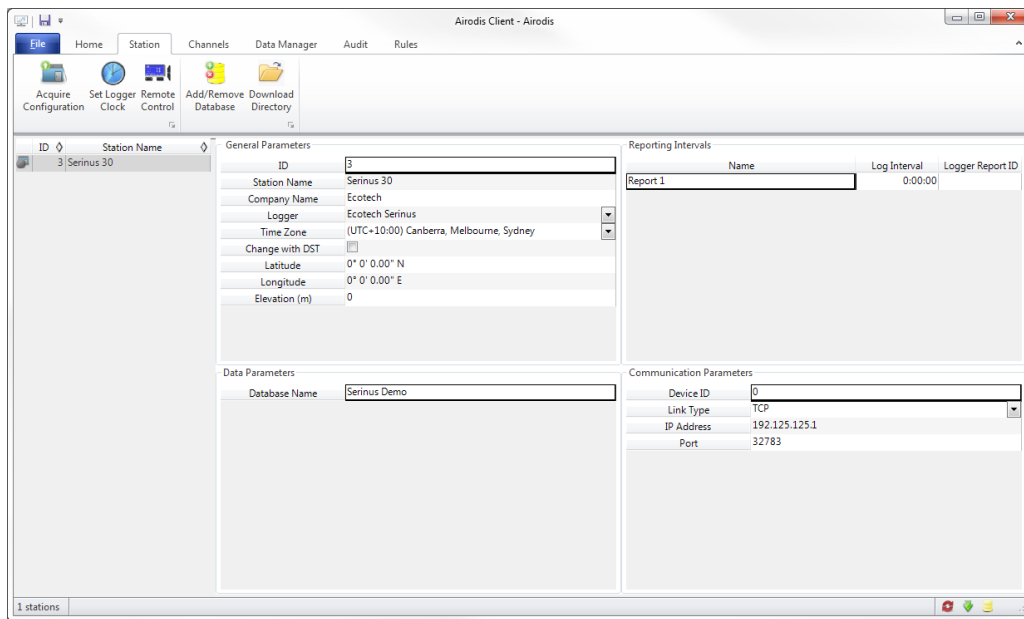 Airodis Client - Airodis
File Home Station Channels Data Manager Audit Rules
Acquire Configuration
Set Logger Clock
Remote Control
Add/Remove Database
Download Directory
ID Station Name
3 Serinus 30
General Parameters
ID 3
Station Name Serinus 30
Company Name Ecotech
Logger Ecotech Serinus
Time Zone (UTC+10:00) Canberra, Melbourne, Sydney
Change with DST
Latitude 0° 0' 0.00" N
Longitude 0° 0' 0.00" E
Elevation (m) 0
Reporting Intervals
Name Log Interval Logger Report ID
Report 1 0:00:00
Data Parameters
Database Name Serinus Demo
Communication Parameters
Device ID 0
Link Type TCP
IP Address 192.125.125.1
Port 32783
1 stations